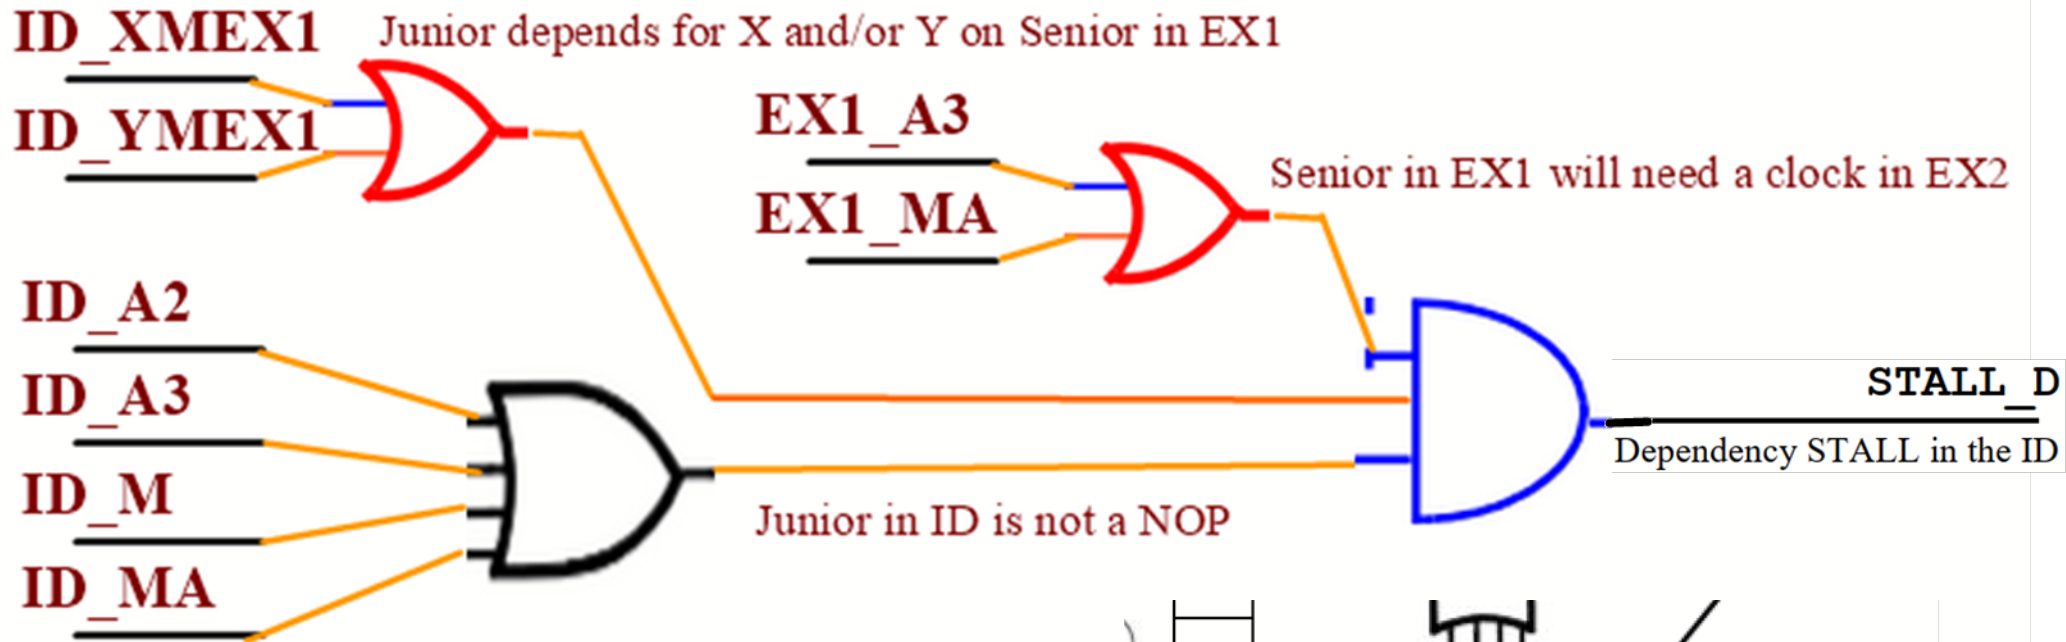 ID_XMEX1
Junior depends for X and/or Y on Senior in EX1
ID_YMEX1
EX1_A3
Senior in EX1 will need a clock in EX2
EX1_MA
ID_A2
ID_A3
STALL_D
Dependency STALL in the ID
ID_M
Junior in ID is not a NOP
ID_MA